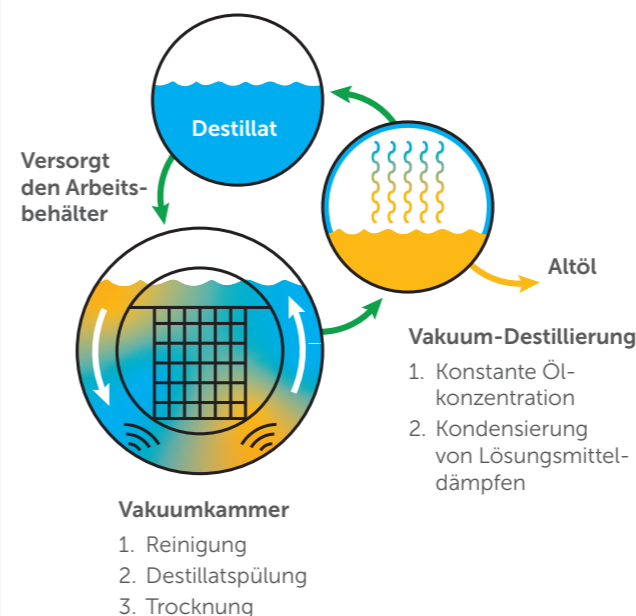 Destillat
Versorgt
den Arbeits-
behälter
Altöl
Vakuum-Destillierung
1. Konstante Öl-
konzentration
2. Kondensierung
von Lösungsmittel-
dämpfen
Vakuumkammer
1. Reinigung
2. Destillatspülung
3. Trocknung